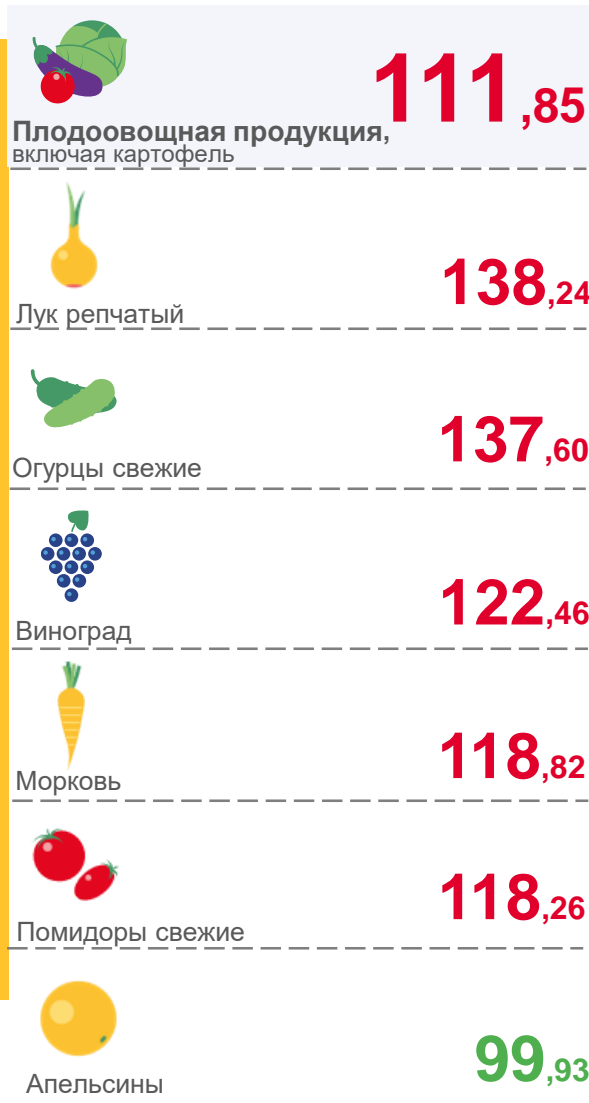 111,85
Плодоовощная продукция,
включая картофель
138,24
Лук репчатый
137,60
Огурцы свежие
122,46
Виноград
118,82
Морковь
118,26
Помидоры свежие
99,93
Апельсины